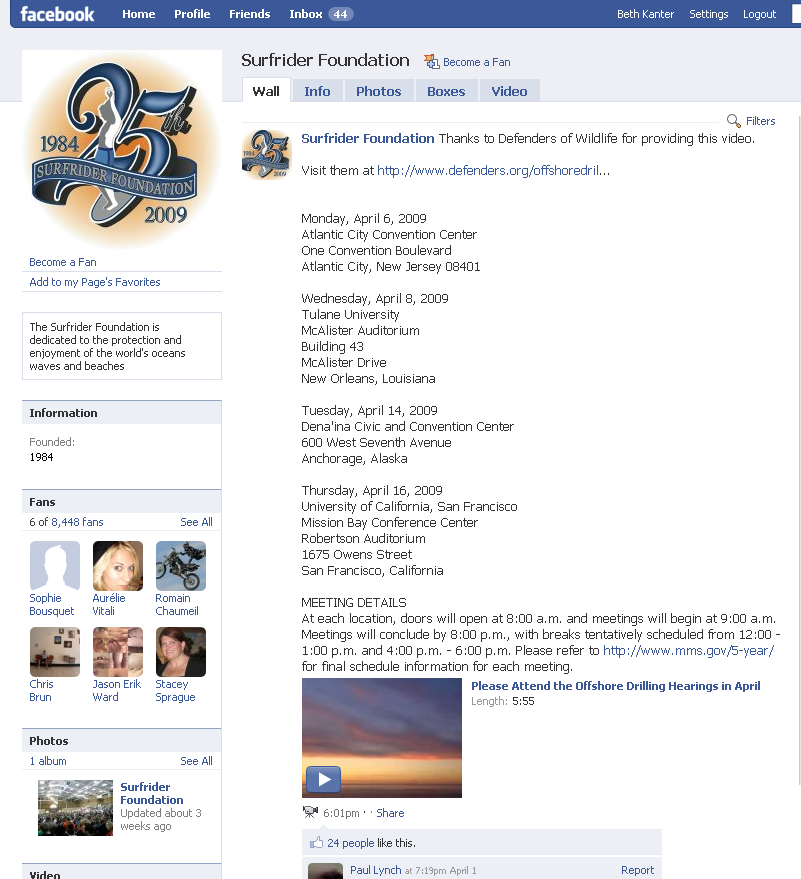 facebook Home Profile Friends Inbox 44 Beth Kanter Settings Logout
Surfrider Foundation Become a Fan
Wall Info Photos Boxes Video
Filters
25th
1984
SURFRIDER FOUNDATION
2009
Become a Fan
Add to my Page's Favorites
The Surfrider Foundation is
dedicated to the protection and
enjoyment of the world's oceans
waves and beaches
Information
Founded:
1984
Fans
6 of 8,448 fans See All
Sophie
Bousquet
Aurélie
Vitali
Romain
Chaumeil
Chris
Brun
Jason Erik
Ward
Stacey
Sprague
Photos
1 album See All
Surfrider
Foundation
Updated about 3
weeks ago
Video
Surfrider Foundation Thanks to Defenders of Wildlife for providing this video.
Visit them at http://www.defenders.org/offshoredril...
Monday, April 6, 2009
Atlantic City Convention Center
One Convention Boulevard
Atlantic City, New Jersey 08401
Wednesday, April 8, 2009
Tulane University
McAlister Auditorium
Building 43
McAlister Drive
New Orleans, Louisiana
Tuesday, April 14, 2009
Dena'ina Civic and Convention Center
600 West Seventh Avenue
Anchorage, Alaska
Thursday, April 16, 2009
University of California, San Francisco
Mission Bay Conference Center
Robertson Auditorium
1675 Owens Street
San Francisco, California
MEETING DETAILS
At each location, doors will open at 8:00 a.m. and meetings will begin at 9:00 a.m.
Meetings will conclude by 8:00 p.m., with breaks tentatively scheduled from 12:00 -
1:00 p.m. and 4:00 p.m. - 6:00 p.m. Please refer to http://www.mms.gov/5-year/
for final schedule information for each meeting.
Please Attend the Offshore Drilling Hearings in April
Length: 5:55
6:01pm · · Share
24 people like this.
Paul Lynch at 7:19pm April 1 Report